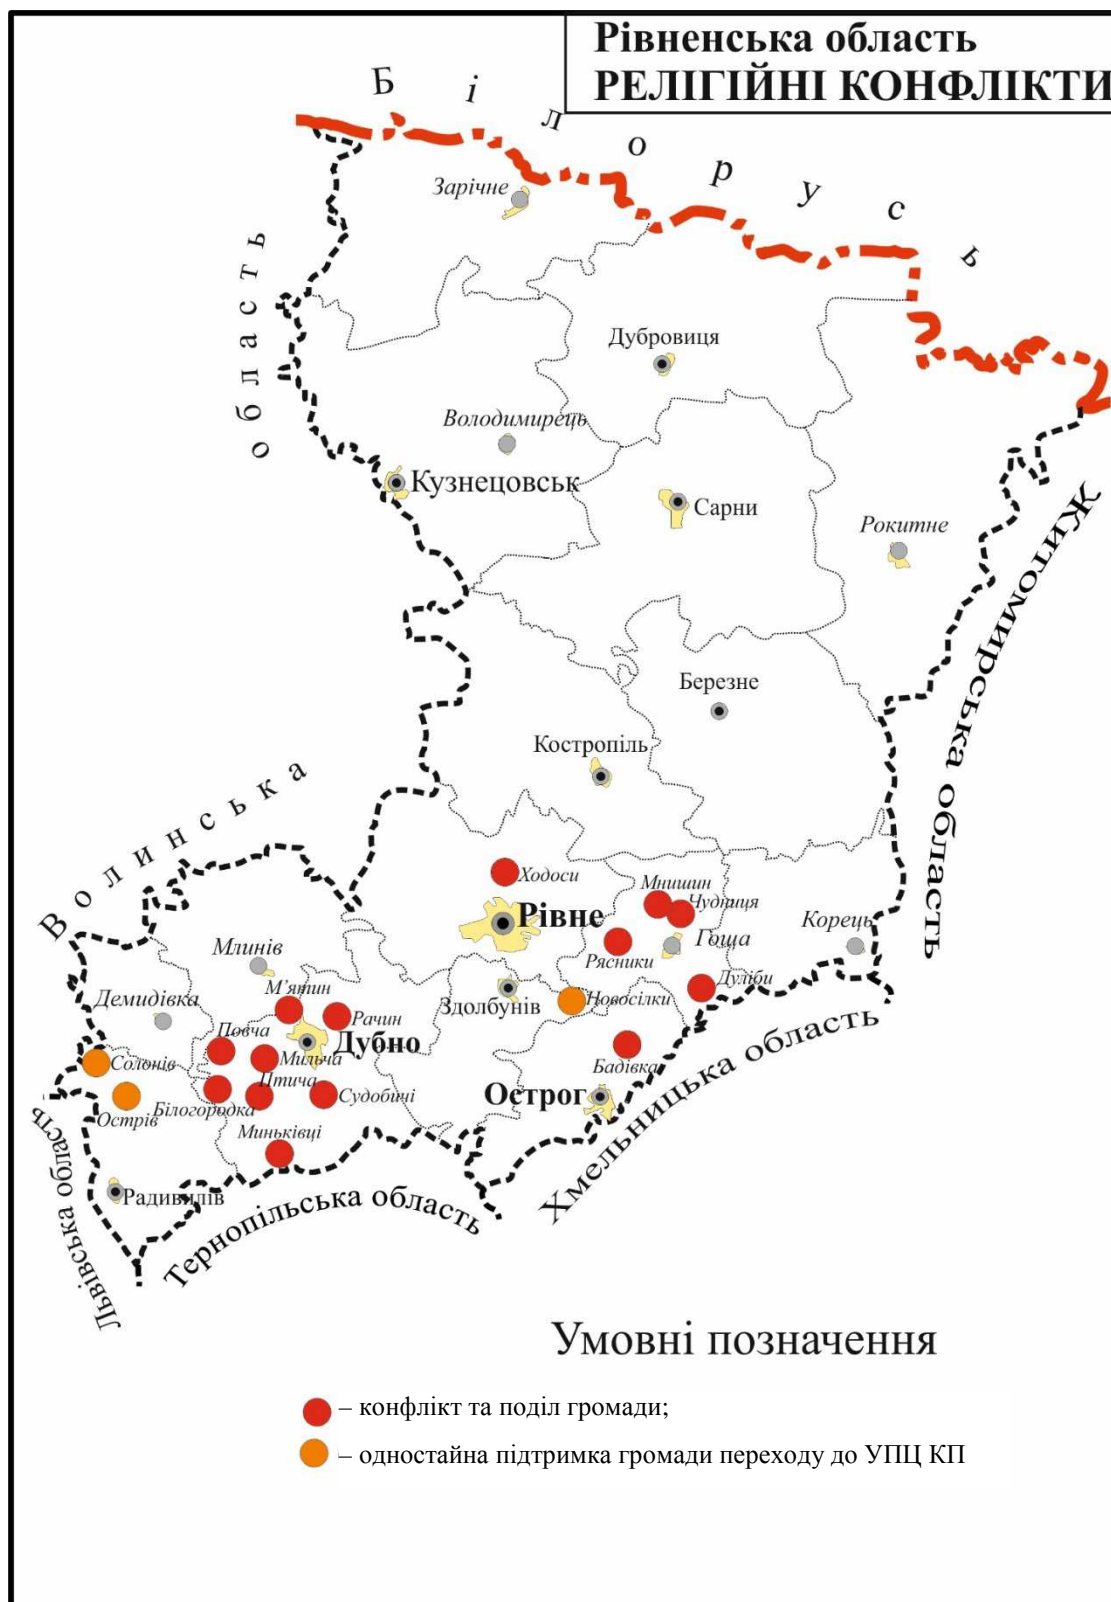 Рівненська область
РЕЛІГІЙНІ КОНФЛІКТИ
Білорусь
Зарічне
область
Дубровиця
Володимирець
Кузнецовськ
Сарни
Рокитне
Житомирська область
Березне
Костропіль
Волинська
Ходоси
Мнишин
Чудниця
Рівне
Гоща
Корець
Рясники
Млинів
Дуліби
М'ятин
Здолбунів
Новосілки
Демидівка
Рачин
Повча
Дубно
Мильча
Солонів
Бадівка
Птича
Судобичі
Острог
Білогородка
Острів
Миньківці
Хмельницька область
Радивилів
Тернопільська область
Львівська область
Умовні позначення
– конфлікт та поділ громади;
– одностайна підтримка громади переходу до УПЦ КП